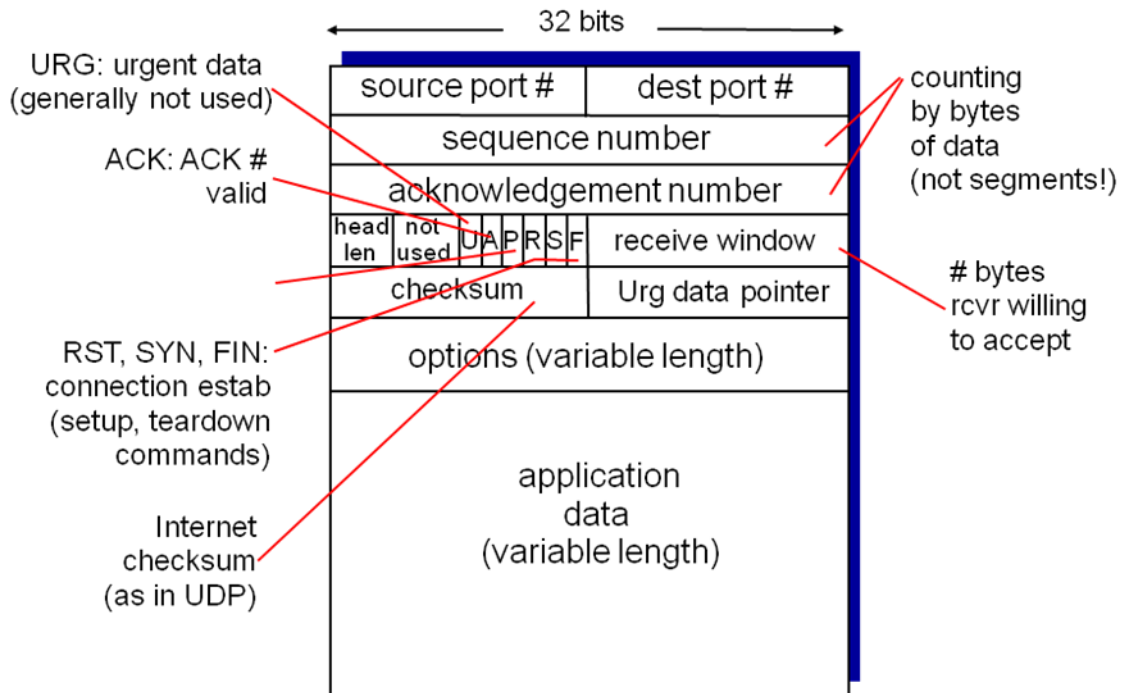 32 bits
URG: urgent data
(generally not used)
ACK: ACK #
valid
RST, SYN, FIN:
connection estab
(setup, teardown
commands)
Internet
checksum
(as in UDP)
source port #
dest port #
sequence number
acknowledgement number
head
len
not
used
U A P R S F
receive window
checksum
Urg data pointer
options (variable length)
application
data
(variable length)
counting
by bytes
of data
(not segments!)
# bytes
rcvr willing
to accept